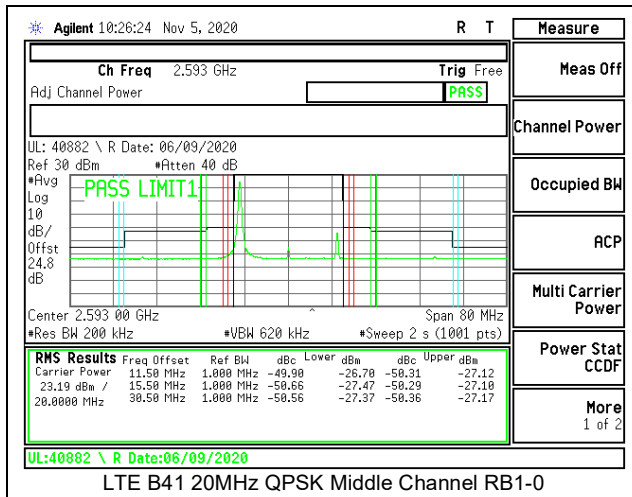 Agilent 10:26:24 Nov 5, 2020 R T
Measure
Ch Freq 2.593 GHz Trig Free
Meas Off
Adj Channel Power PASS
Channel Power
UL: 40882 \ R Date: 06/09/2020
Ref 30 dBm #Atten 40 dB
#Avg
Log
10
dB/
Offst
24.8
dB
PASS LIMIT1
Occupied BW
ACP
Multi Carrier
Power
Center 2.593 00 GHz Span 80 MHz
#Res BW 200 kHz #VBW 620 kHz #Sweep 2 s (1001 pts)
Power Stat
CCDF
RMS Results Freq Offset Ref BW dBc Lower dBm dBc Upper dBm
Carrier Power 11.50 MHz 1.000 MHz -49.90 -26.70 -50.31 -27.12
23.19 dBm / 15.50 MHz 1.000 MHz -50.66 -27.47 -50.29 -27.10
20.0000 MHz 30.50 MHz 1.000 MHz -50.56 -27.37 -50.36 -27.17
More
1 of 2
UL:40882 \ R Date:06/09/2020
LTE B41 20MHz QPSK Middle Channel RB1-0